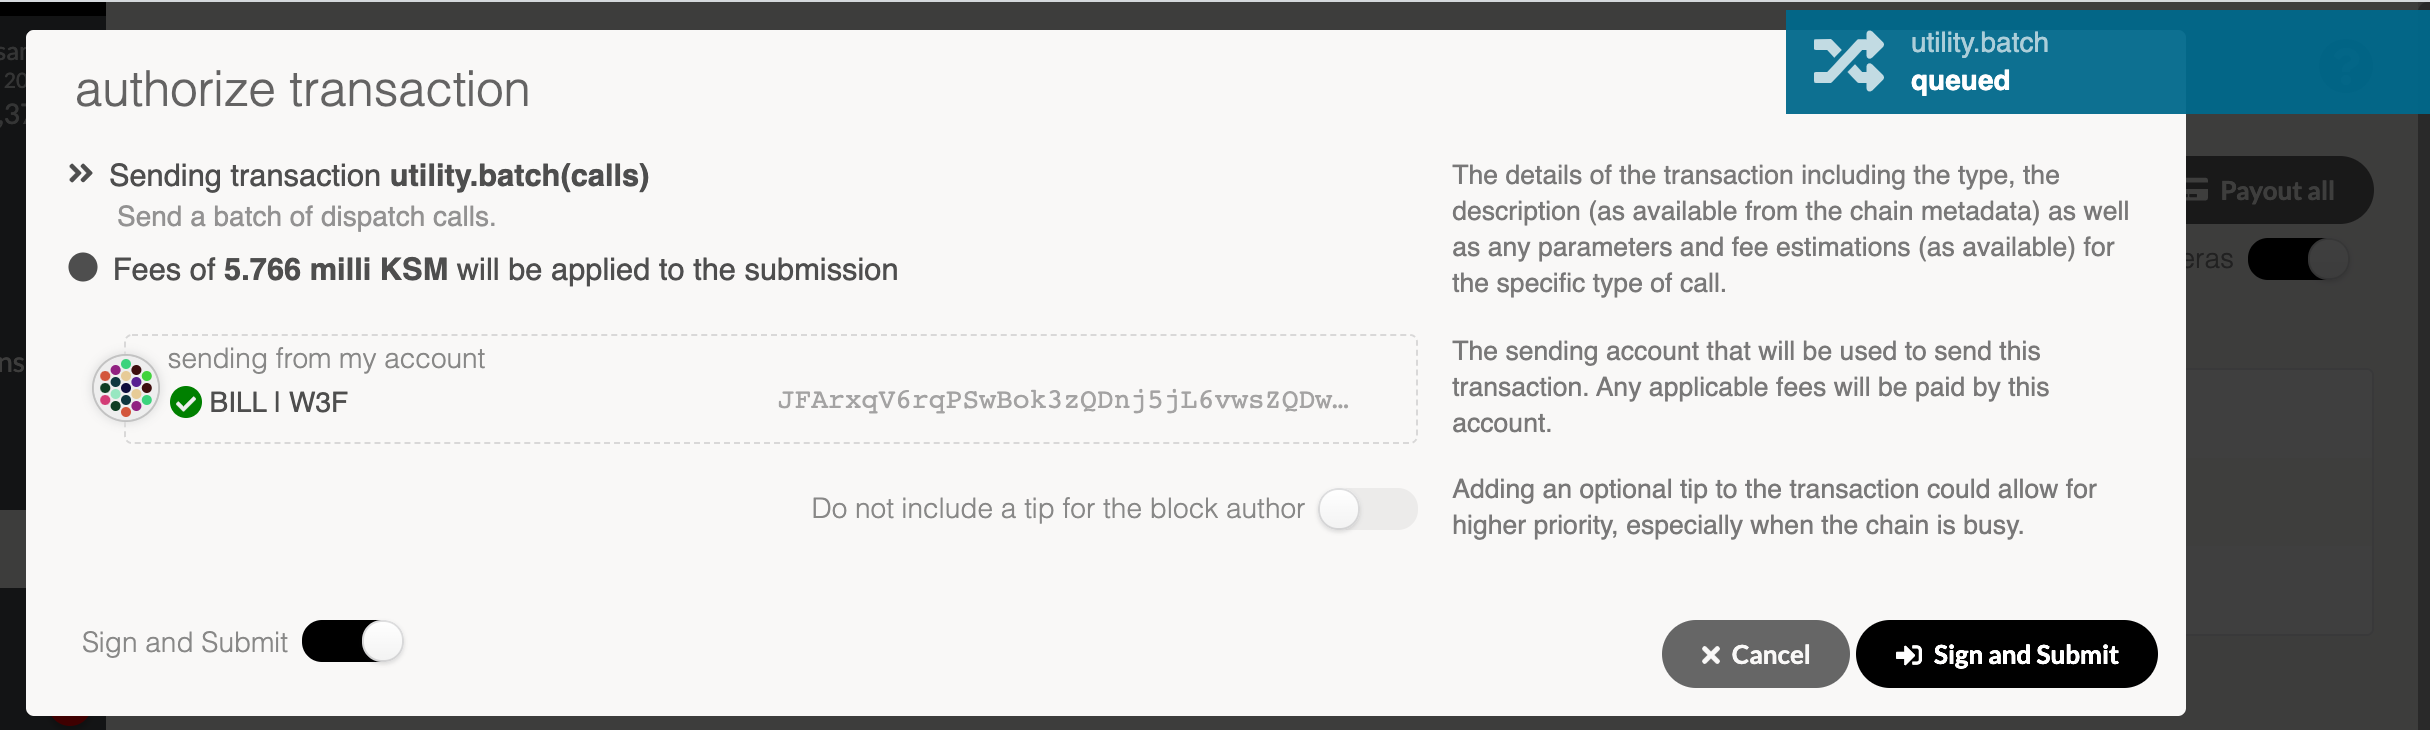 authorize transaction
utility.batch
queued
Sending transaction utility.batch(calls)
Send a batch of dispatch calls.
Fees of 5.766 milli KSM will be applied to the submission
sending from my account
BILL | W3F
JFArxqV6rqPSwBok3zQDnj5jL6vwsZQDw…
Do not include a tip for the block author
The details of the transaction including the type, the
description (as available from the chain metadata) as well
as any parameters and fee estimations (as available) for
the specific type of call.
The sending account that will be used to send this
transaction. Any applicable fees will be paid by this
account.
Adding an optional tip to the transaction could allow for
higher priority, especially when the chain is busy.
Payout all
eras
Sign and Submit
Cancel
Sign and Submit